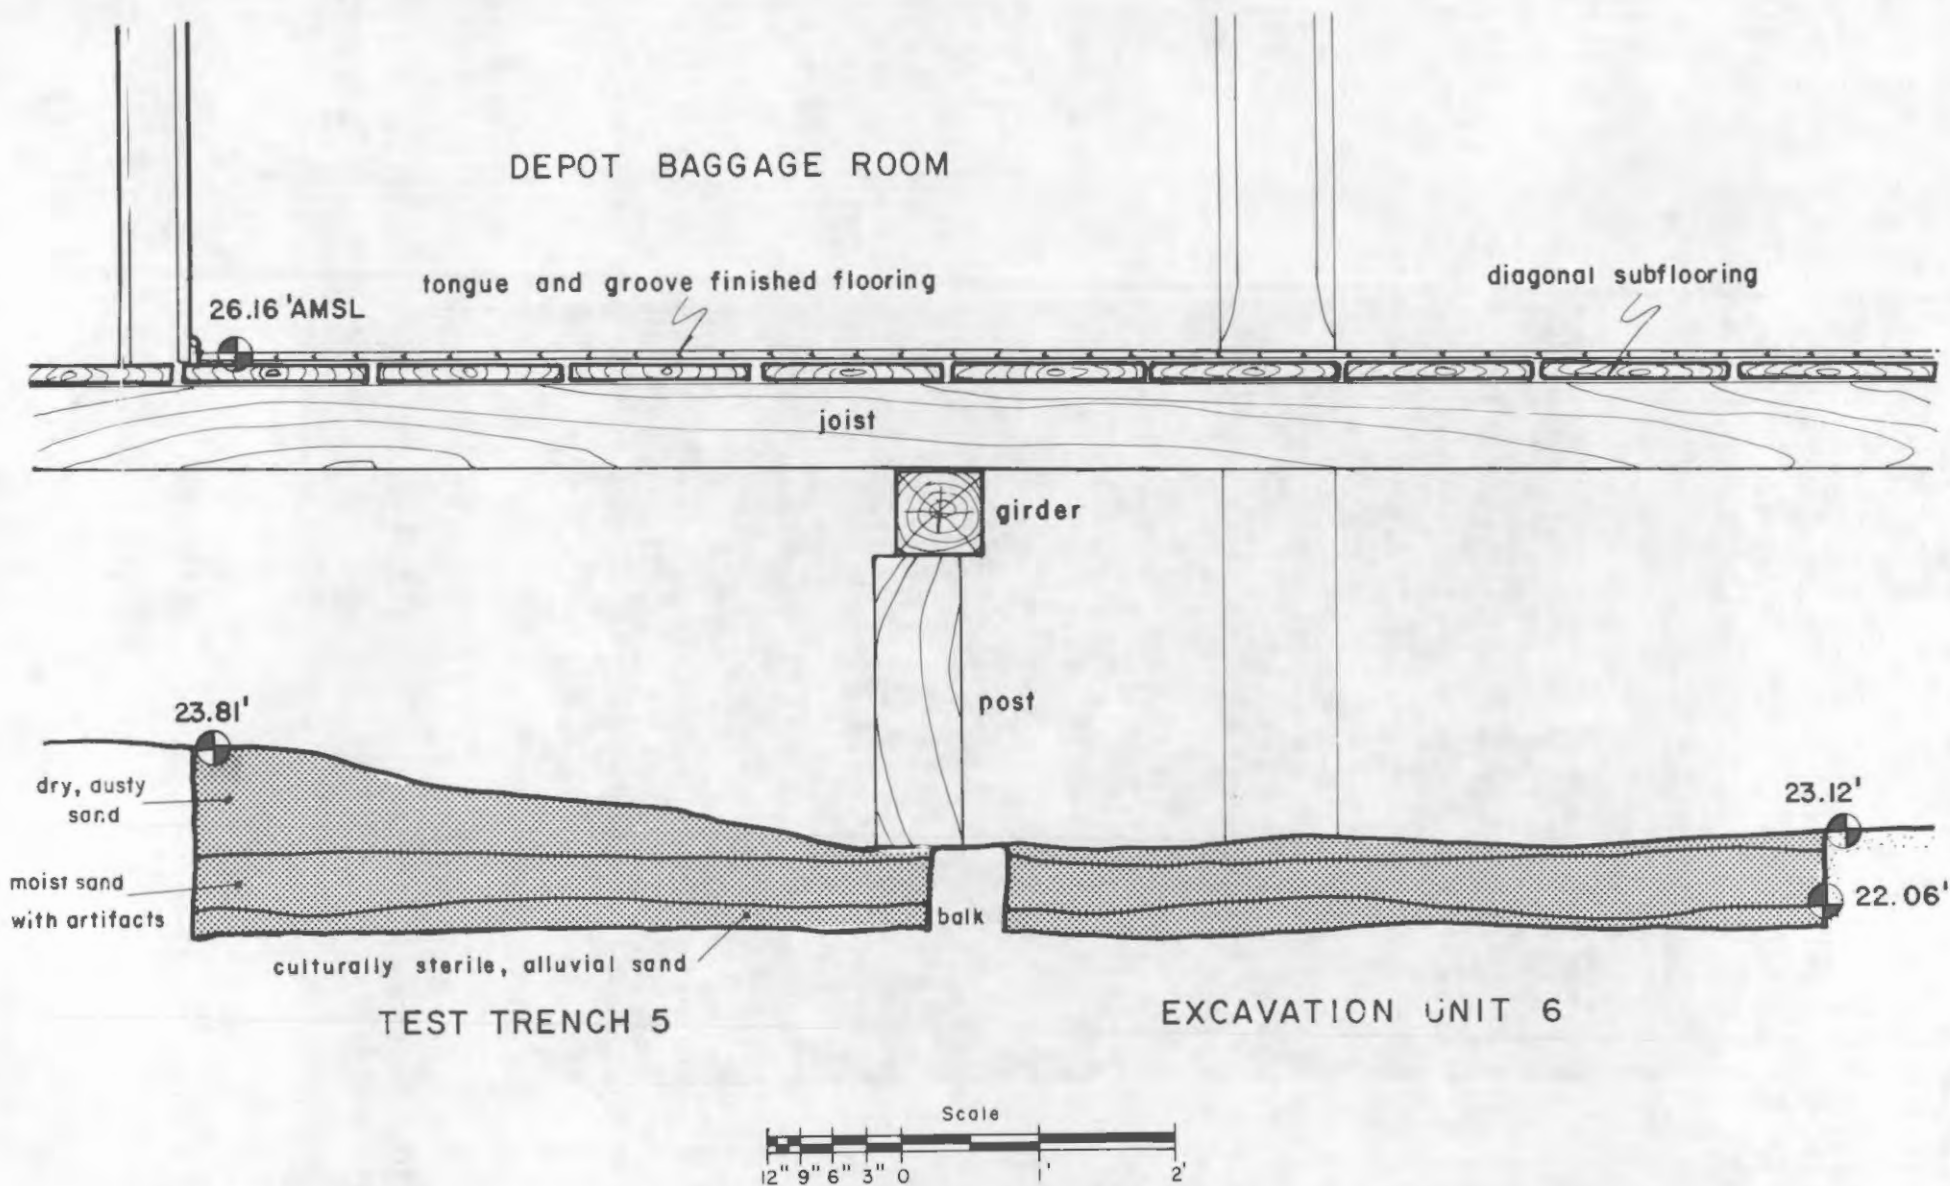 DEPOT BAGGAGE ROOM
tongue and groove finished flooring
diagonal subflooring
26.16' AMSL
joist
girder
post
23.81'
dry, austy
sand
moist sand
with artifacts
23.12'
22.06'
balk
culturally sterile, alluvial sand
TEST TRENCH 5
EXCAVATION UNIT 6
Scale
12" 9" 6" 3" 0 1' 2'